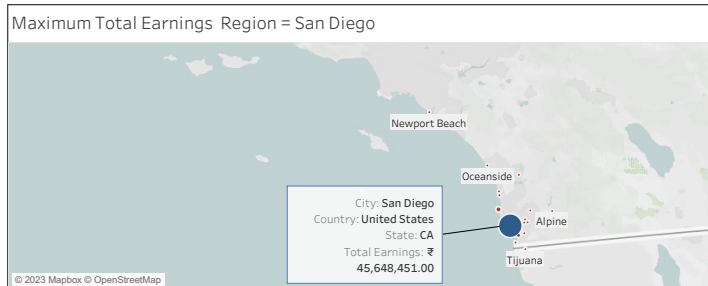 Maximum Total Earnings Region = San Diego
Newport Beach
Oceanside
City: San Diego
Country: United States
State: CA
Total Earnings: ₹
45,648,451.00
Alpine
Tijuana
© 2023 Mapbox © OpenStreetMap